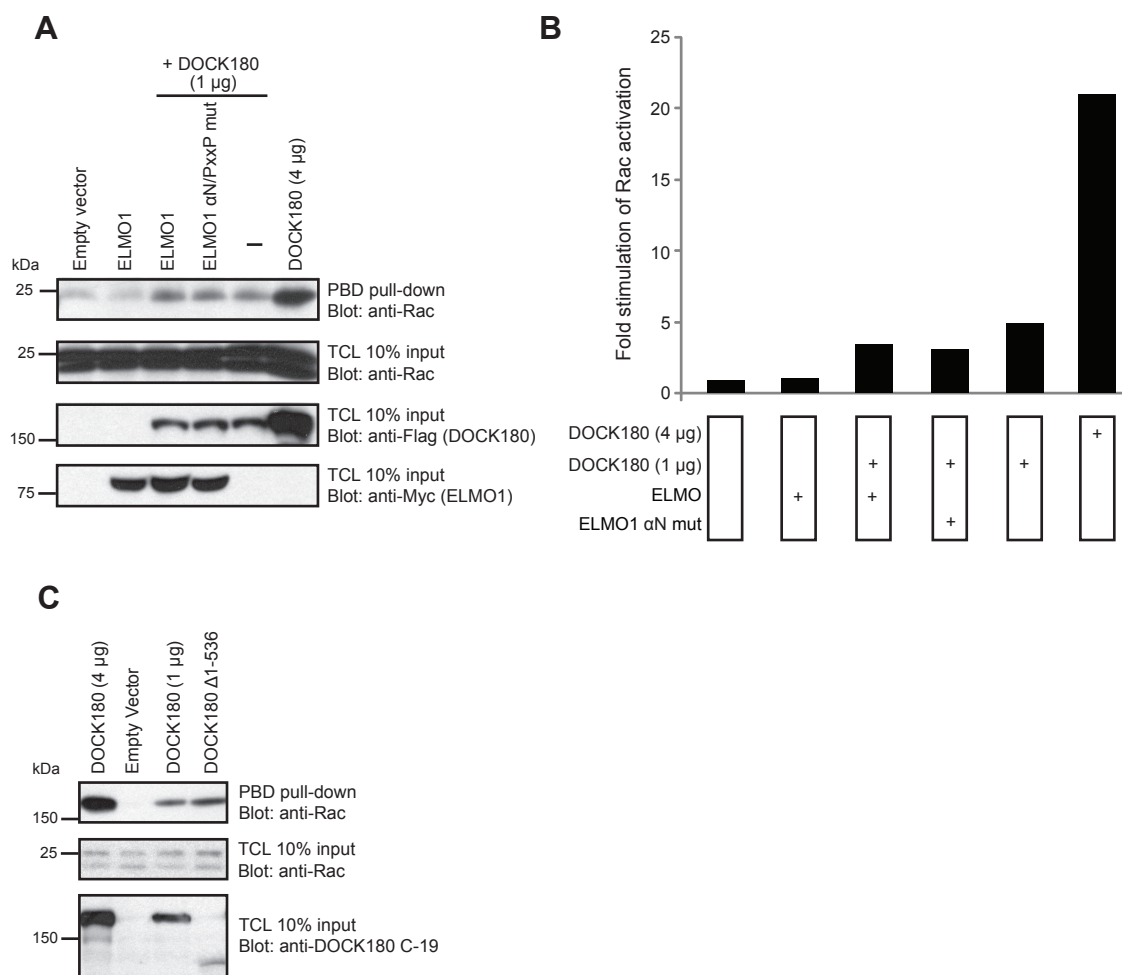 A
+ DOCK180
(1 µg)
Empty vector
ELMO1
ELMO1
ELMO1 αN/PxxP mut
–
DOCK180 (4 µg)
kDa
25
PBD pull-down
Blot: anti-Rac
25
TCL 10% input
Blot: anti-Rac
150
TCL 10% input
Blot: anti-Flag (DOCK180)
75
TCL 10% input
Blot: anti-Myc (ELMO1)
B
Fold stimulation of Rac activation
25
20
15
10
5
0
DOCK180 (4 µg) +
DOCK180 (1 µg) + + +
ELMO + +
ELMO1 αN mut +
C
DOCK180 (4 µg)
Empty Vector
DOCK180 (1 µg)
DOCK180 Δ1-536
kDa
150
PBD pull-down
Blot: anti-Rac
25
TCL 10% input
Blot: anti-Rac
150
TCL 10% input
Blot: anti-DOCK180 C-19